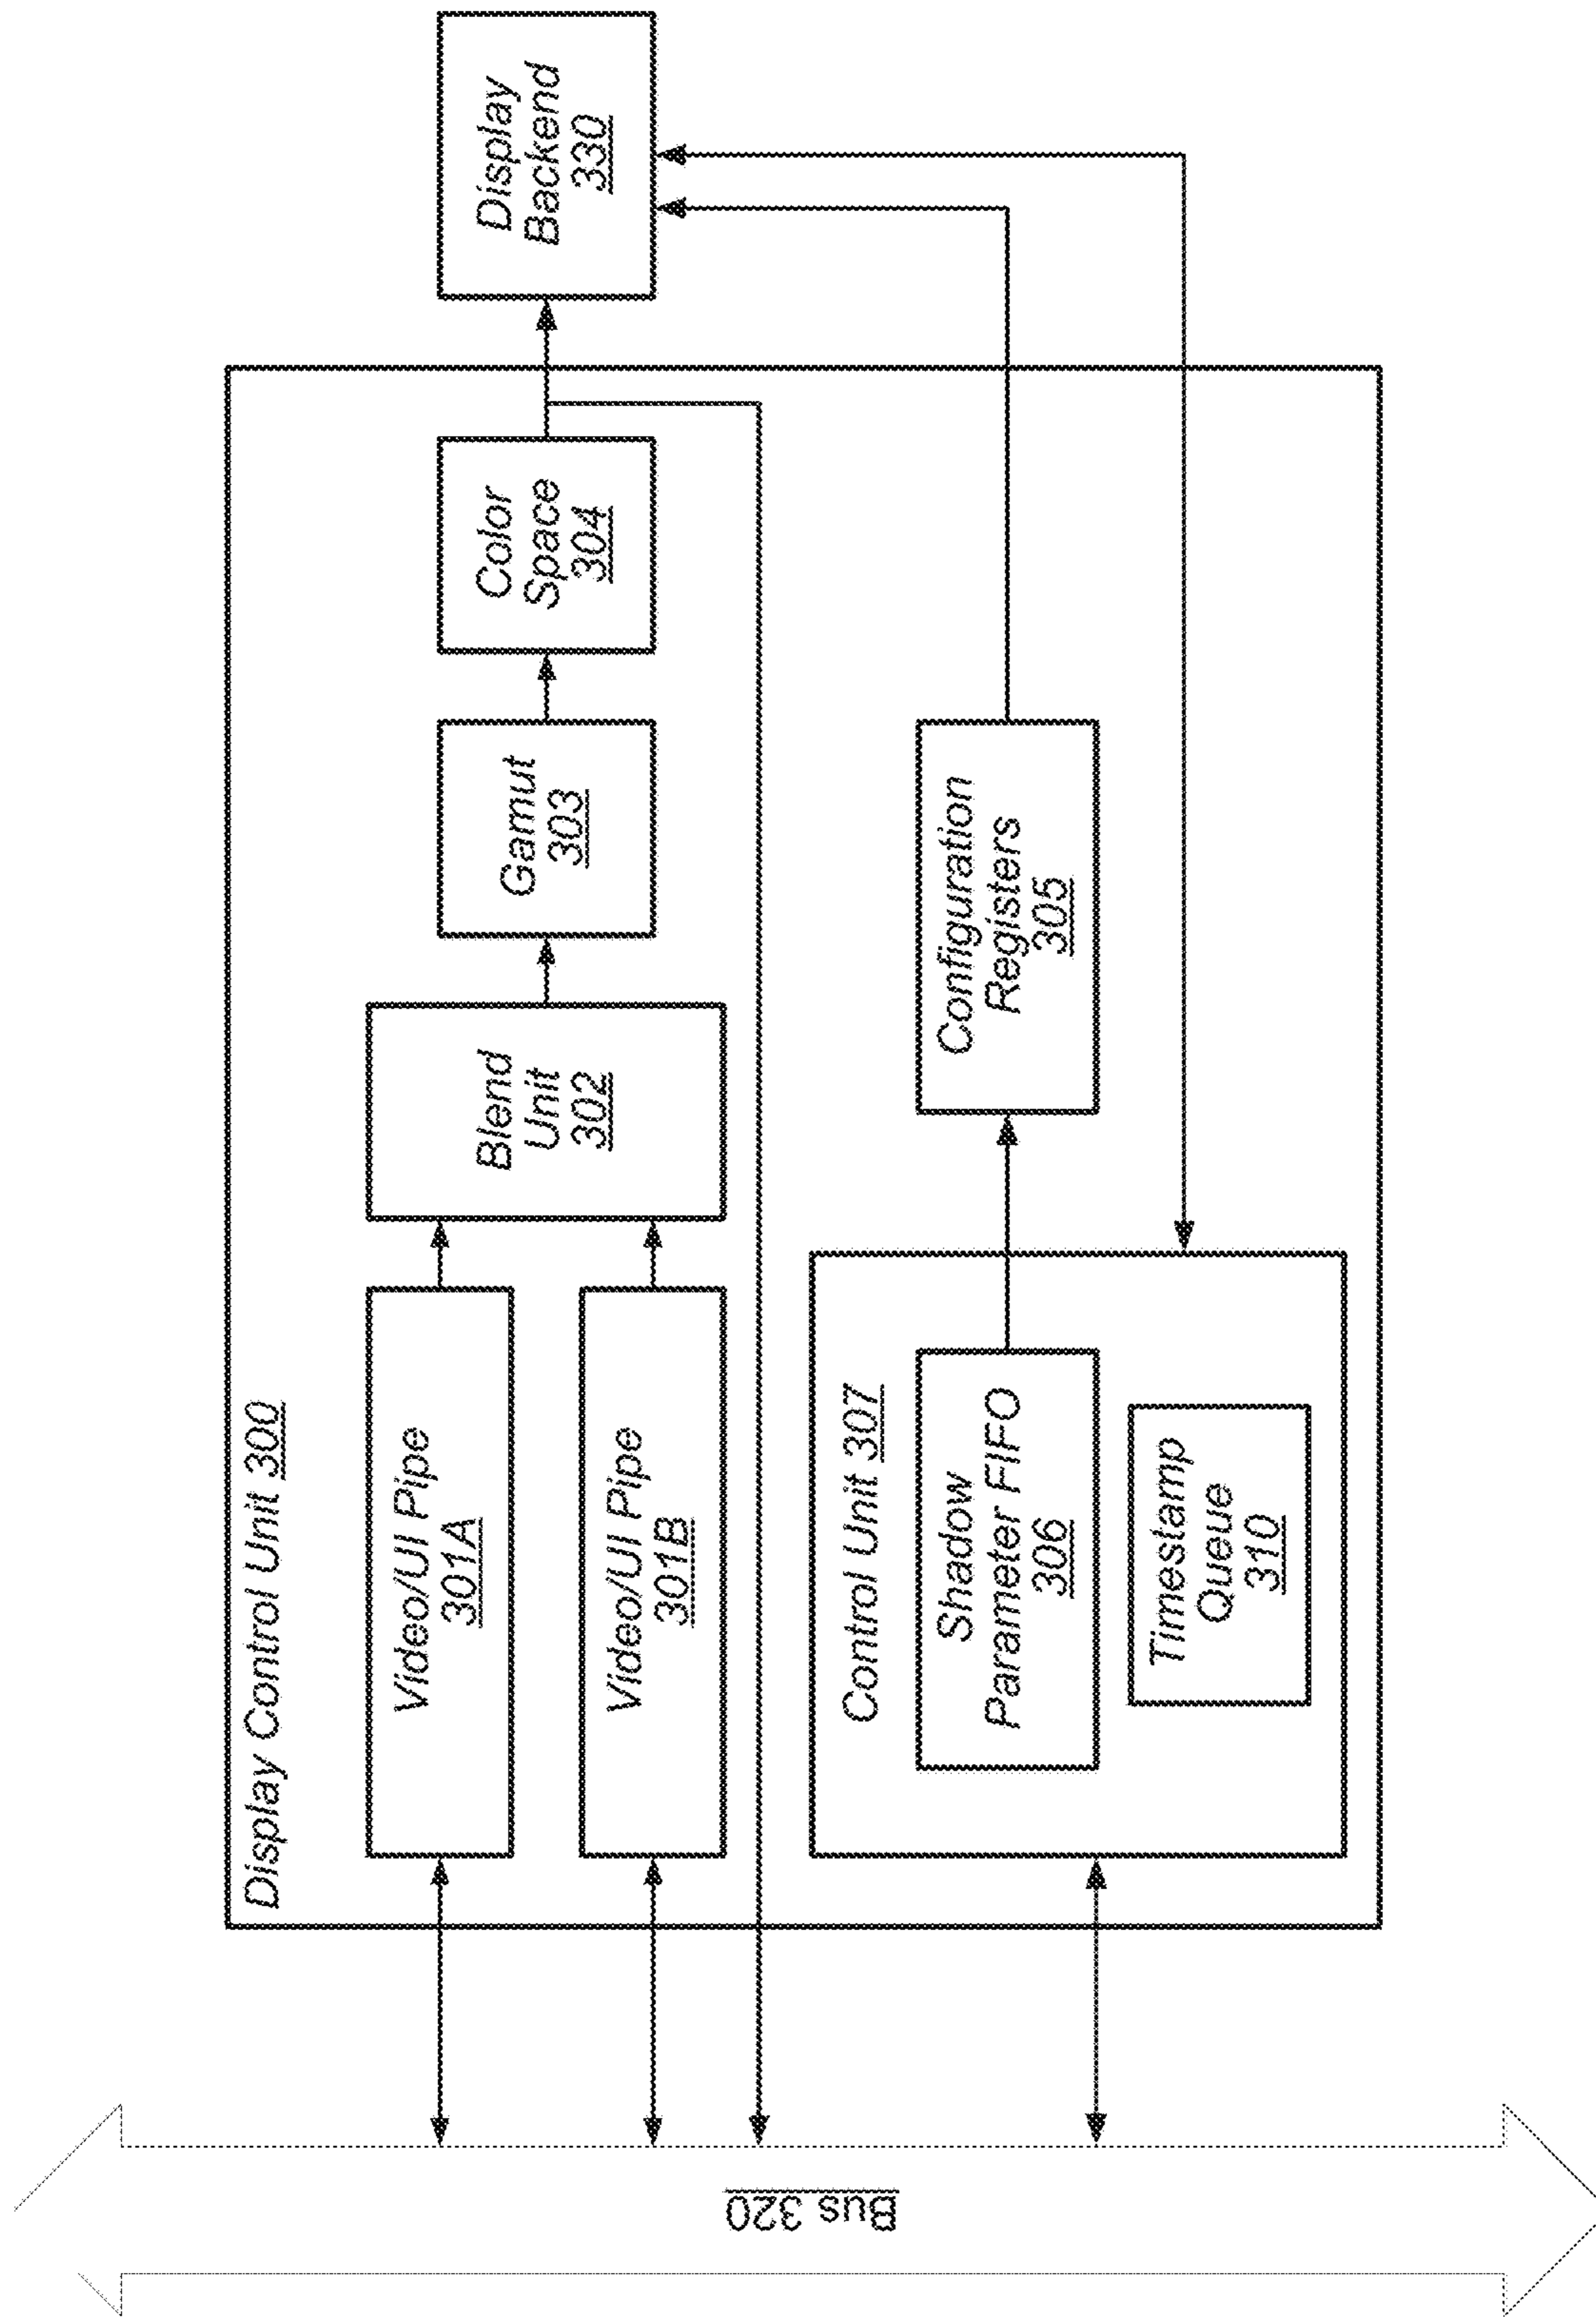 Display Control Unit 300
Video/UI Pipe
301A
Video/UI Pipe
301B
Blend
Unit
302
Gamut
303
Color
Space
304
Display
Backend
330
Control Unit 307
Shadow
Parameter FIFO
306
Timestamp
Queue
310
Configuration
Registers
305
Bus 320